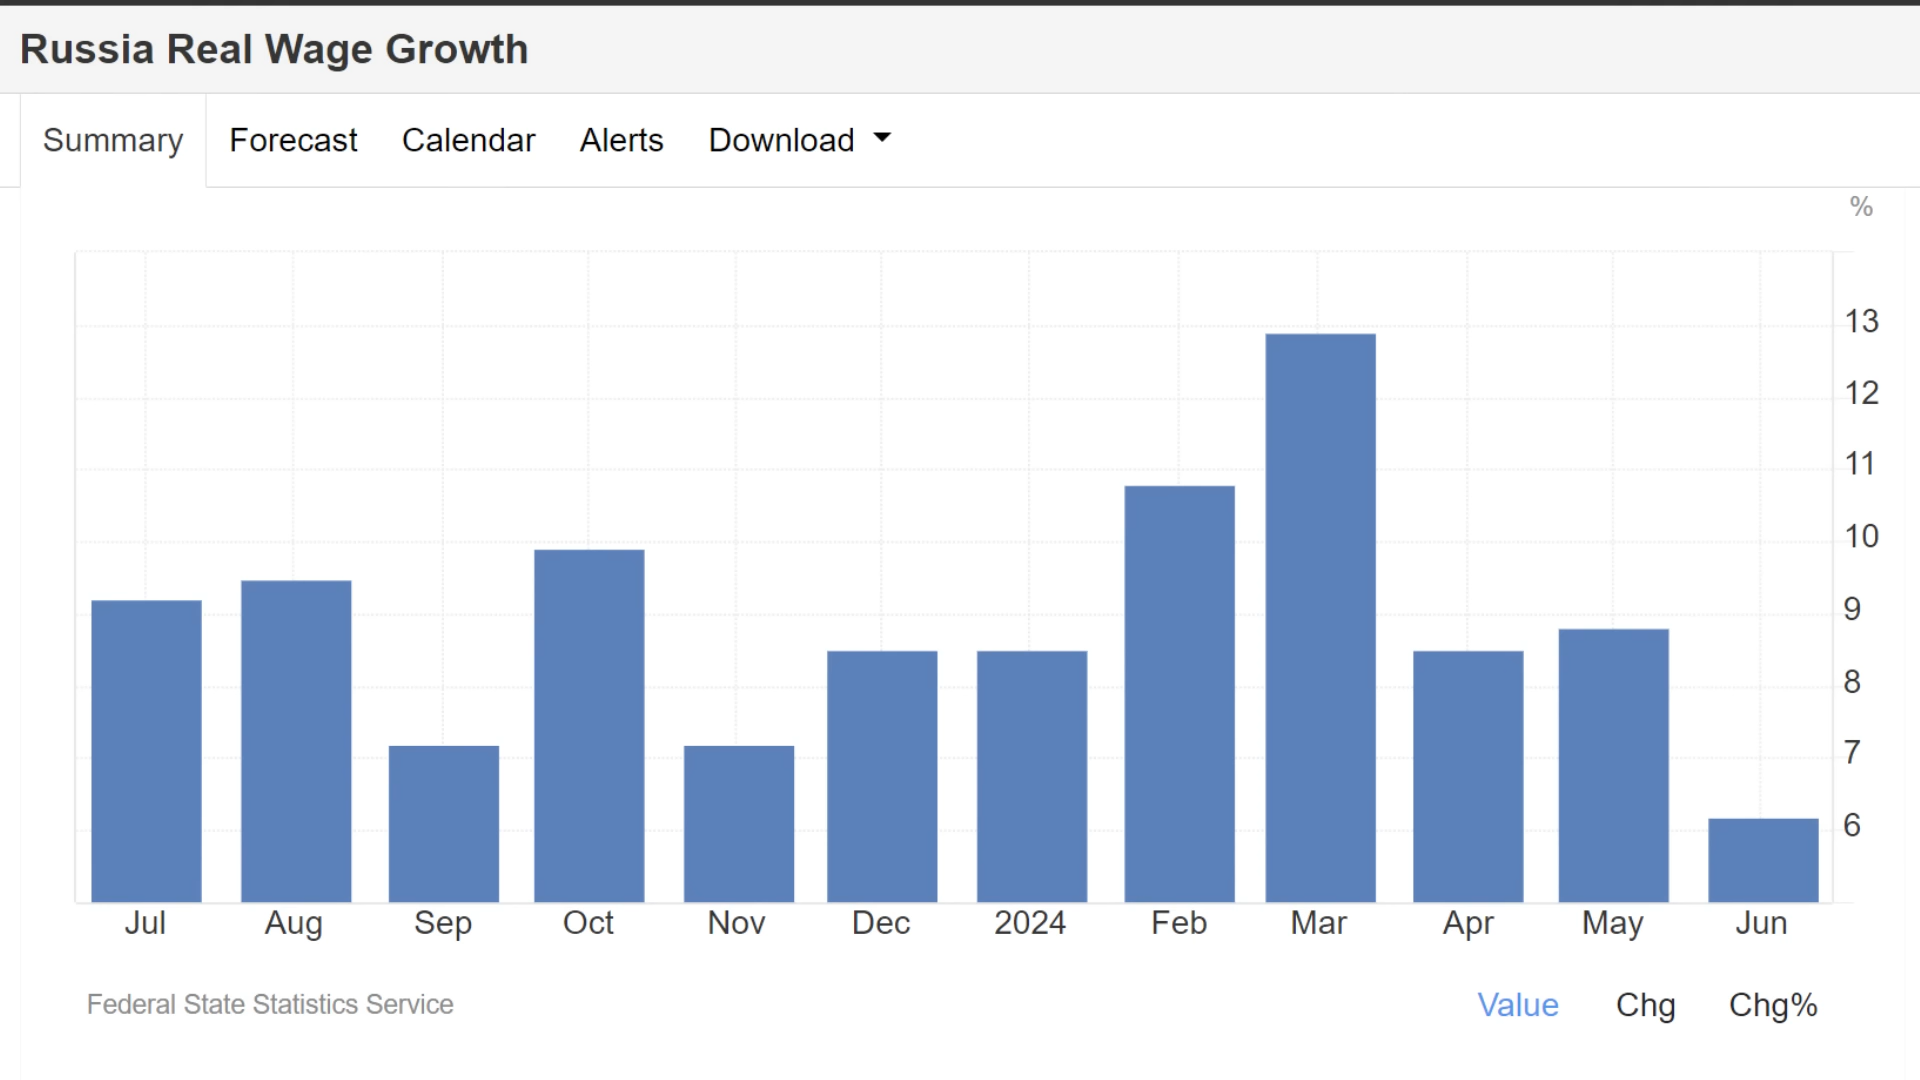 Russia Real Wage Growth
Summary Forecast Calendar Alerts Download
%
13
12
11
10
9
8
7
6
Jul Aug Sep Oct Nov Dec 2024 Feb Mar Apr May Jun
Federal State Statistics Service
Value Chg Chg%